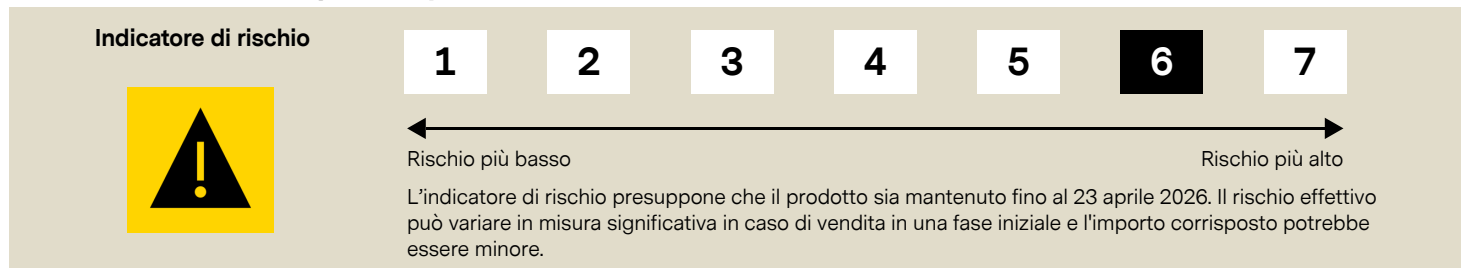 Indicatore di rischio
1 2 3 4 5 6 7
Rischio più basso Rischio più alto
L'indicatore di rischio presuppone che il prodotto sia mantenuto fino al 23 aprile 2026. Il rischio effettivo
può variare in misura significativa in caso di vendita in una fase iniziale e l'importo corrisposto potrebbe
essere minore.